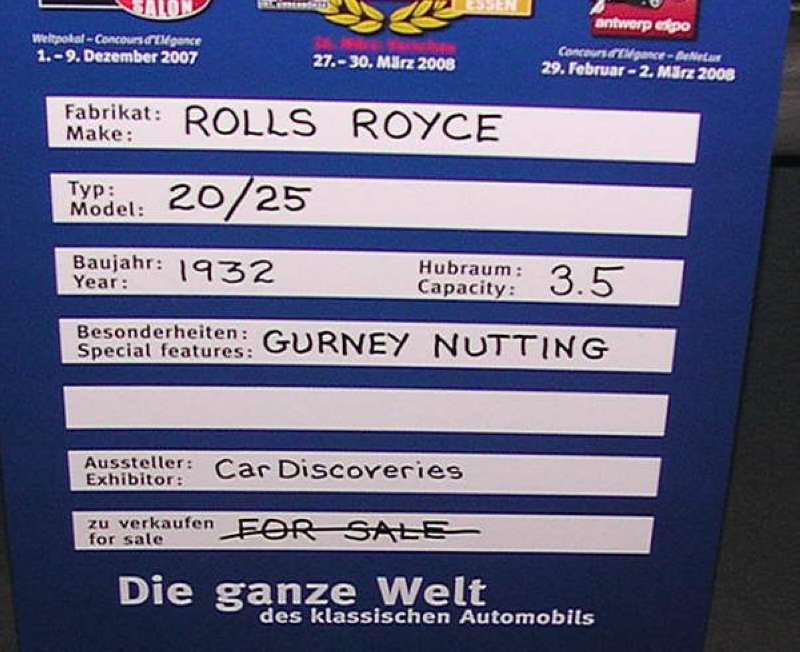 SALON
ESSEN
antwerp expo
Weltpokal – Concours d'Elégance
1. – 9. Dezember 2007
27. – 30. März 2008
Concours d'Elégance – BeNeLux
29. Februar – 2. März 2008
Fabrikat: ROLLS ROYCE
Make:
Typ: 20/25
Model:
Baujahr: 1932 Hubraum: 3.5
Year: Capacity:
Besonderheiten: GURNEY NUTTING
Special features:
Aussteller: Car Discoveries
Exhibitor:
zu verkaufen FOR SALE
for sale
Die ganze Welt
des klassischen Automobils